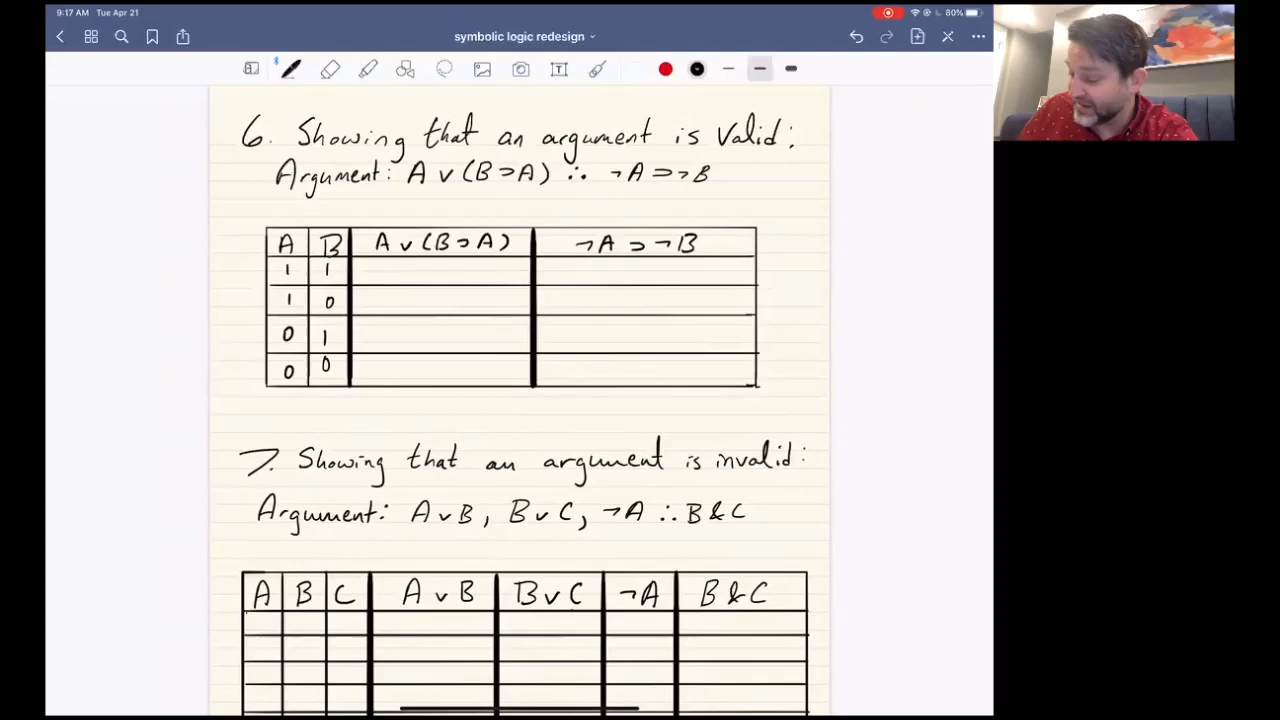 9:17 AM Tue Apr 21
80%
symbolic logic redesign
6. Showing that an argument is Valid:
Argument: A ∨ (B ⊃ A) ∴ ¬A ⊃ ¬B
A B A ∨ (B ⊃ A) ¬A ⊃ ¬B
1 1
1 0
0 1
0 0
7. Showing that an argument is invalid:
Argument: A ∨ B, B ∨ C, ¬A ∴ B & C
A B C A ∨ B B ∨ C ¬A B & C